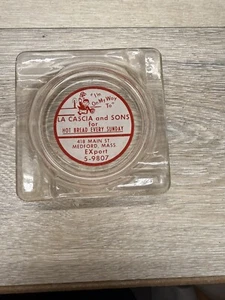 "I'm
On My Way
To"
LA CASCIA and SONS
for
HOT BREAD EVERY SUNDAY
418 MAIN ST.
MEDFORD, MASS
EXport
5-9807